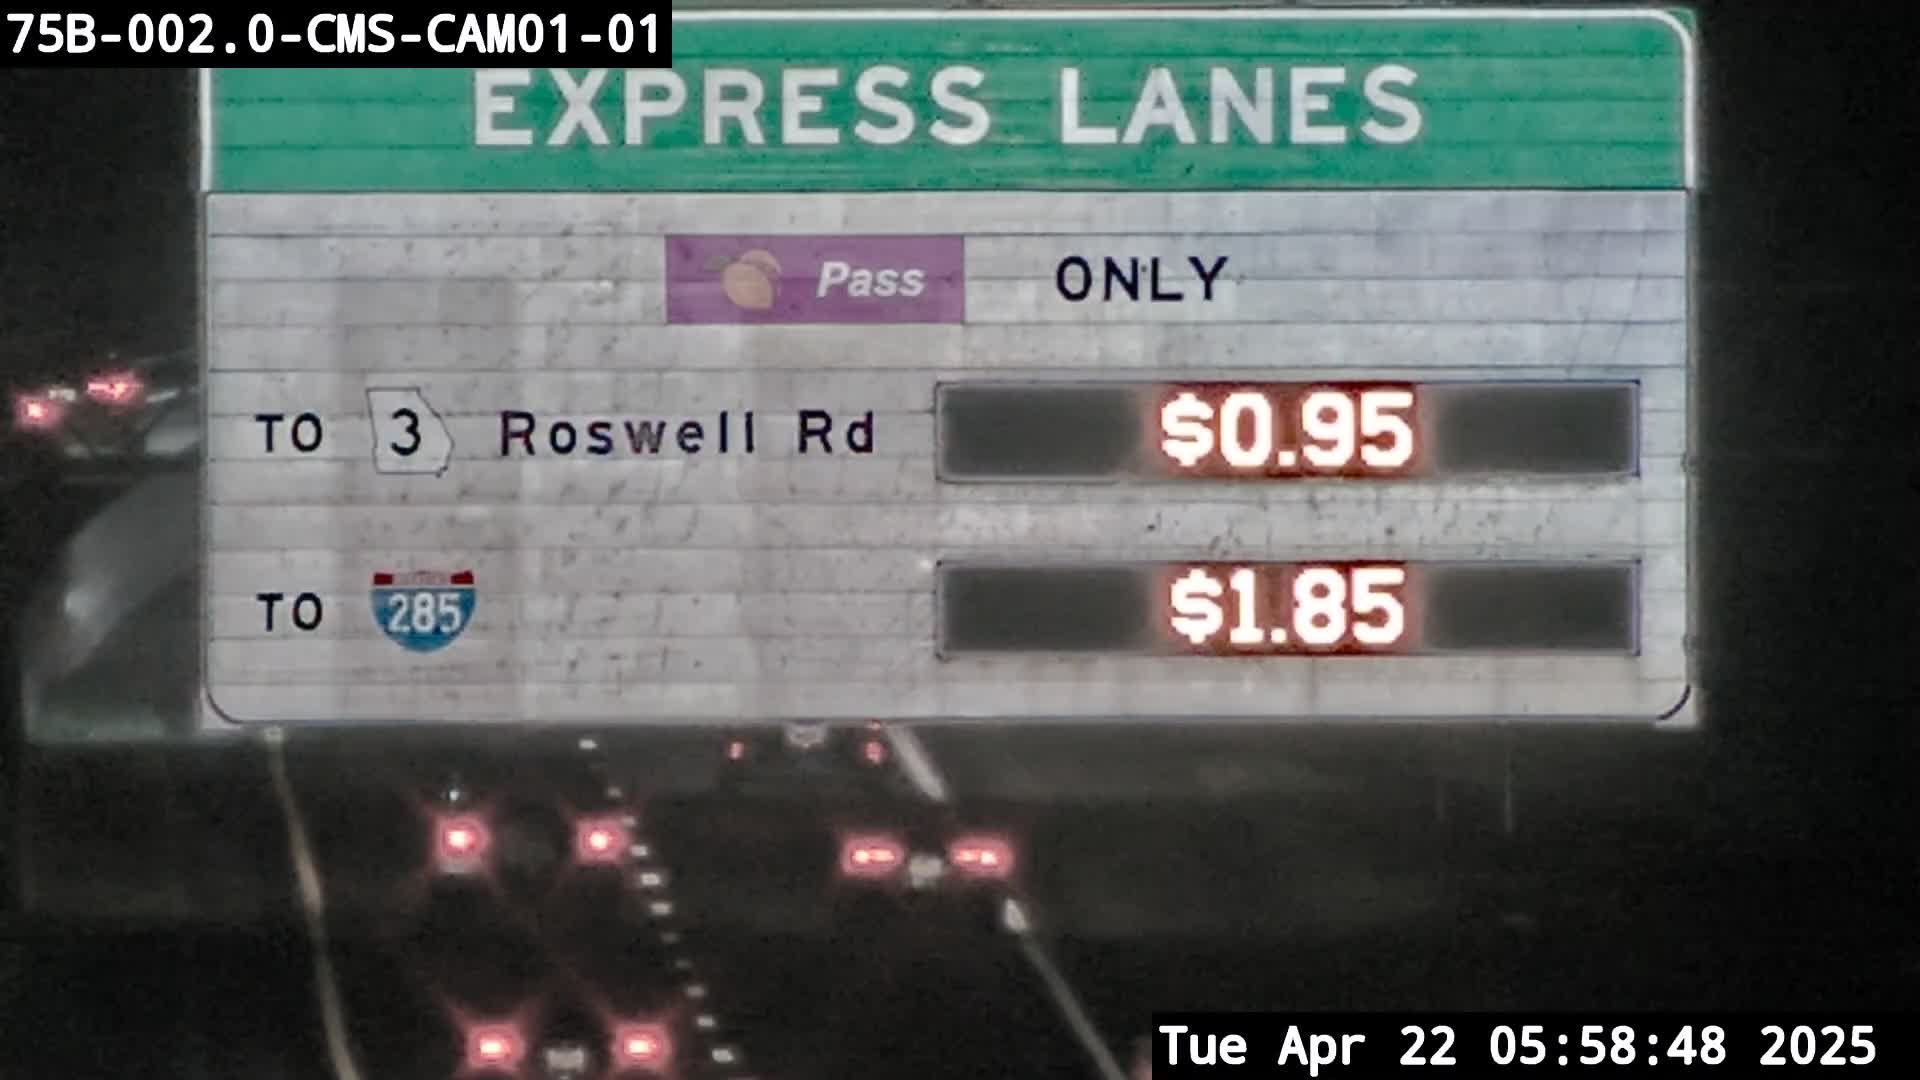 75B-002.0-CMS-CAM01-01
EXPRESS LANES
Pass ONLY
TO 3 Roswell Rd $0.95
TO 285 $1.85
Tue Apr 22 05:58:48 2025